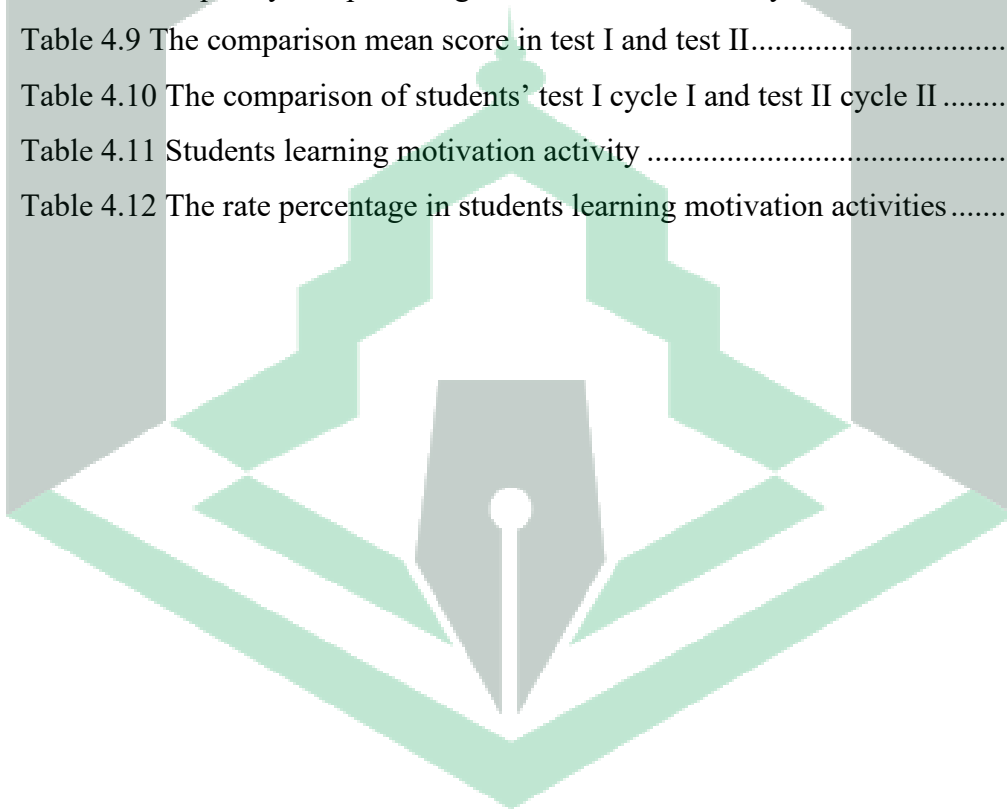 Table 4.9 The comparison mean score in test I and test II..............................
Table 4.10 The comparison of students’ test I cycle I and test II cycle II ........
Table 4.11 Students learning motivation activity ............................................
Table 4.12 The rate percentage in students learning motivation activities.......